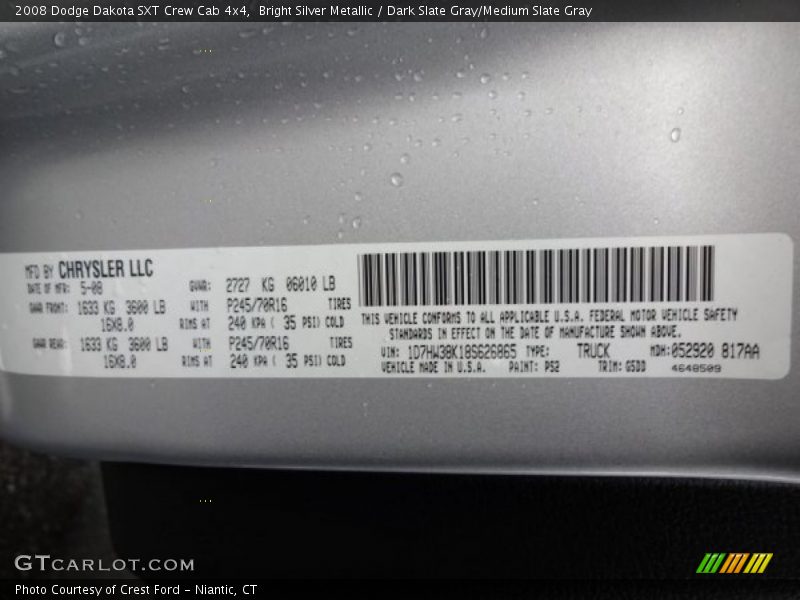 2008 Dodge Dakota SXT Crew Cab 4x4,  Bright Silver Metallic / Dark Slate Gray/Medium Slate Gray
MFD BY CHRYSLER LLC
DATE OF MFR: 5-08 GVWR: 2727 KG 06010 LB
GAWR FRONT: 1633 KG 3600 LB WITH P245/70R16 TIRES
16X8.0 RIMS AT 240 KPA ( 35 PSI) COLD
GAWR REAR: 1633 KG 3600 LB WITH P245/70R16 TIRES
16X8.0 RIMS AT 240 KPA ( 35 PSI) COLD
THIS VEHICLE CONFORMS TO ALL APPLICABLE U.S.A. FEDERAL MOTOR VEHICLE SAFETY
STANDARDS IN EFFECT ON THE DATE OF MANUFACTURE SHOWN ABOVE.
VIN: 1D7HW38K18S626865 TYPE: TRUCK MDH:052920 817AA
VEHICLE MADE IN U.S.A. PAINT: PS2 TRIM: G5DD 4648509
GTCARLOT.COM
Photo Courtesy of Crest Ford – Niantic, CT